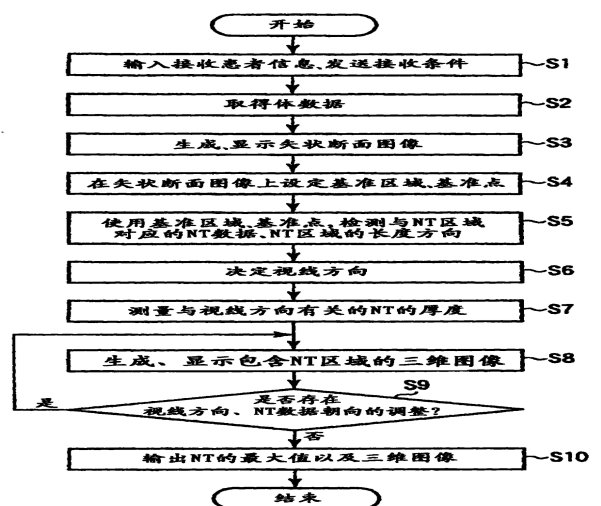 开始
输入接收患者信息、发送接收条件 S1
取得体数据 S2
生成、显示矢状断面图像 S3
在矢状断面图像上设定基准区域、基准点 S4
使用基准区域、基准点,检测与NT区域
对应的NT数据、NT区域的长度方向 S5
决定视线方向 S6
测量与视线方向有关的NT的厚度 S7
生成、显示包含NT区域的三维图像 S8
S9
是否存在
视线方向、NT数据朝向的调整?
是
否
输出NT的最大值以及三维图像 S10
结束